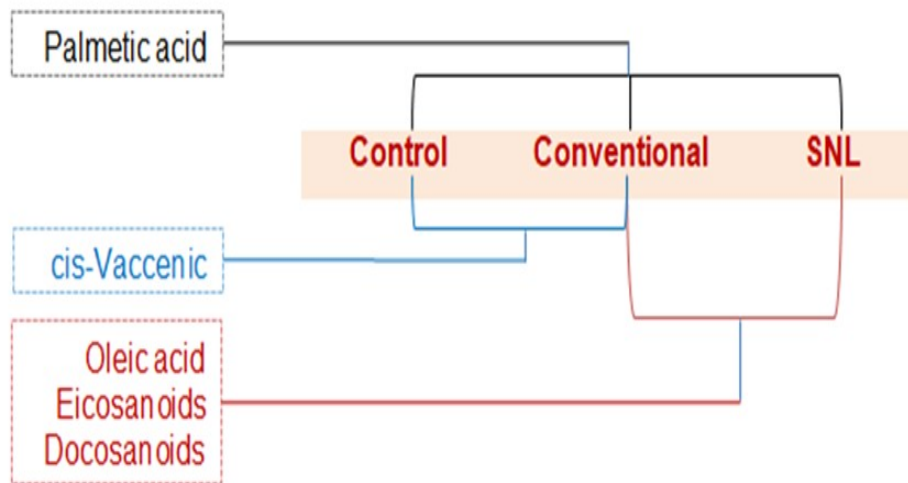 Palmetic acid
Control Conventional SNL
cis-Vaccenic
Oleic acid
Eicosanoids
Docosanoids